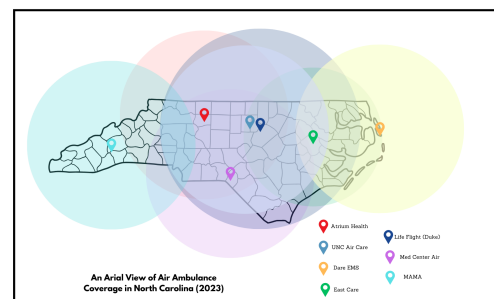 Atrium Health
UNC Air Care
Dare EMS
East Care
Life Flight (Duke)
Med Center Air
MAMA
An Arial View of Air Ambulance
Coverage in North Carolina (2023)